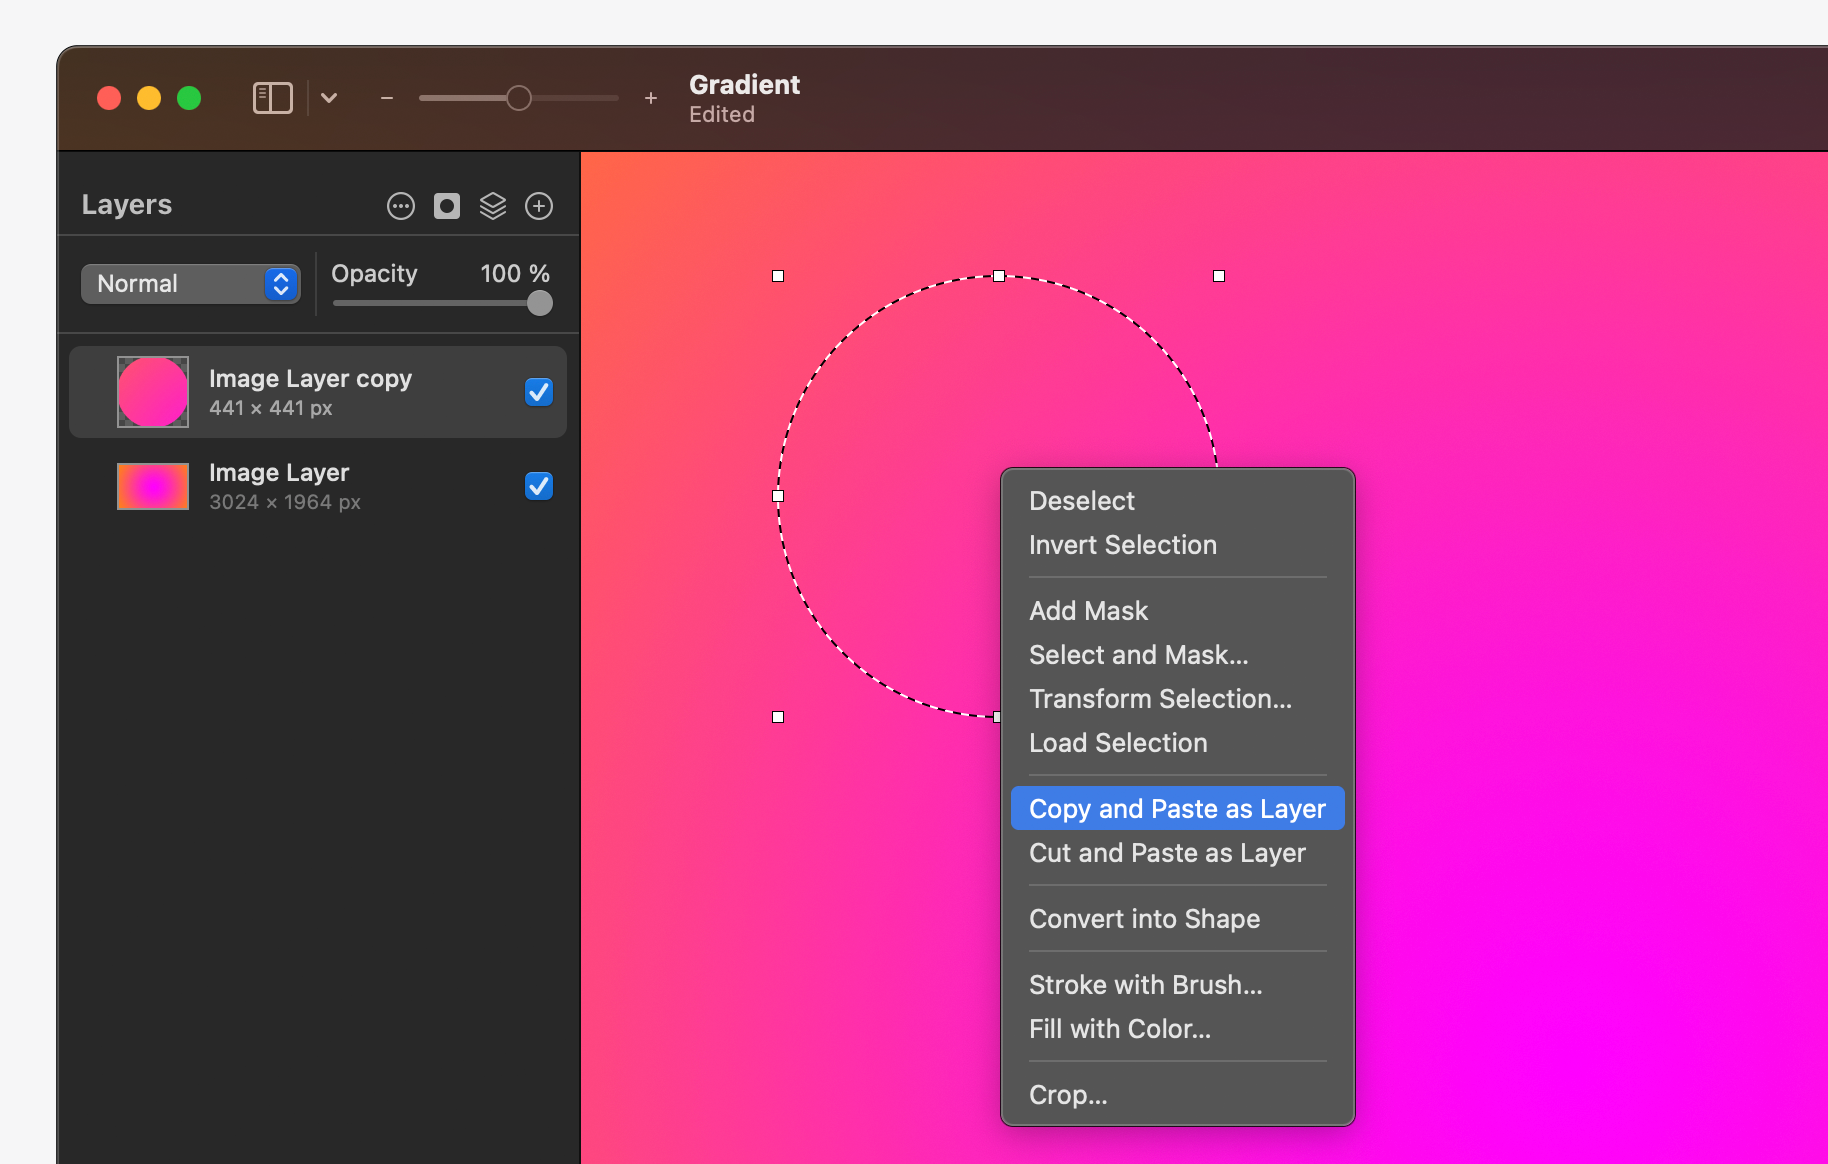 Gradient
Edited
Layers
Normal
Opacity 100 %
Image Layer copy
441 × 441 px
Image Layer
3024 × 1964 px
Deselect
Invert Selection
Add Mask
Select and Mask...
Transform Selection...
Load Selection
Copy and Paste as Layer
Cut and Paste as Layer
Convert into Shape
Stroke with Brush...
Fill with Color...
Crop...